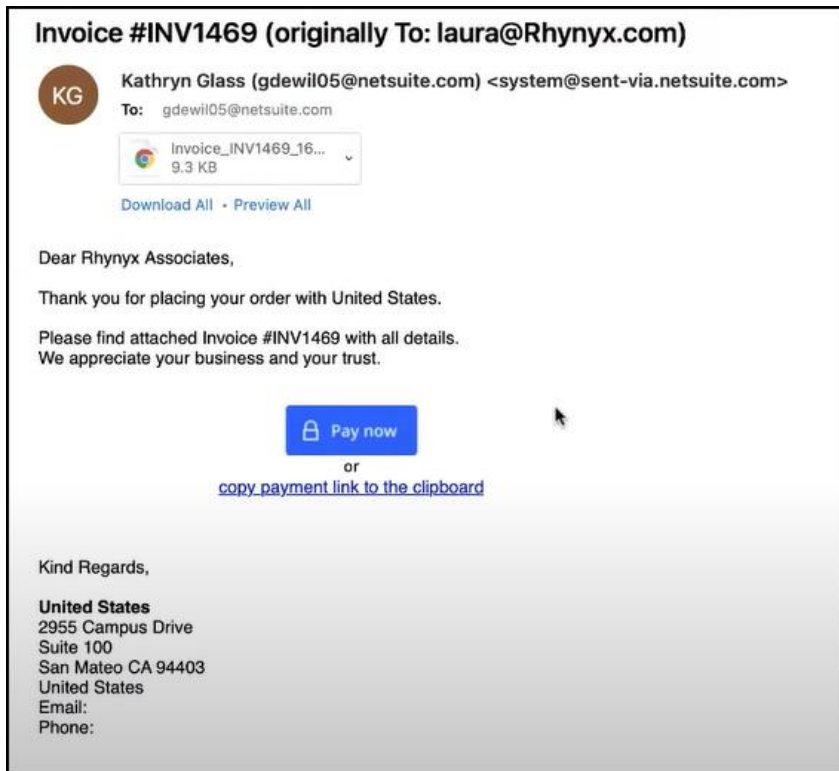 Invoice #INV1469 (originally To: laura@Rhynyx.com)
KG
Kathryn Glass (gdewil05@netsuite.com) <system@sent-via.netsuite.com>
To: gdewil05@netsuite.com
Invoice_INV1469_16...
9.3 KB
Download All • Preview All
Dear Rhynyx Associates,
Thank you for placing your order with United States.
Please find attached Invoice #INV1469 with all details.
We appreciate your business and your trust.
Pay now
or
copy payment link to the clipboard
Kind Regards,
United States
2955 Campus Drive
Suite 100
San Mateo CA 94403
United States
Email:
Phone: